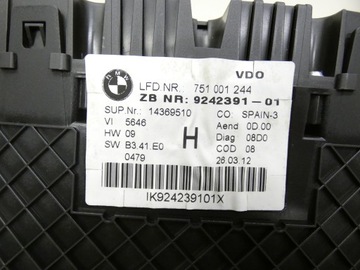 BMW
VDO
LFD NR. 751 001 244
ZB NR: 9242391-01
SUP.Nr.: 14369510 CO SPAIN-3
VI 5646 Aend 0D.00
HW 09 H Diag 08D0
SW B3.41.E0 COD 08
0479 26.03.12
IK924239101X